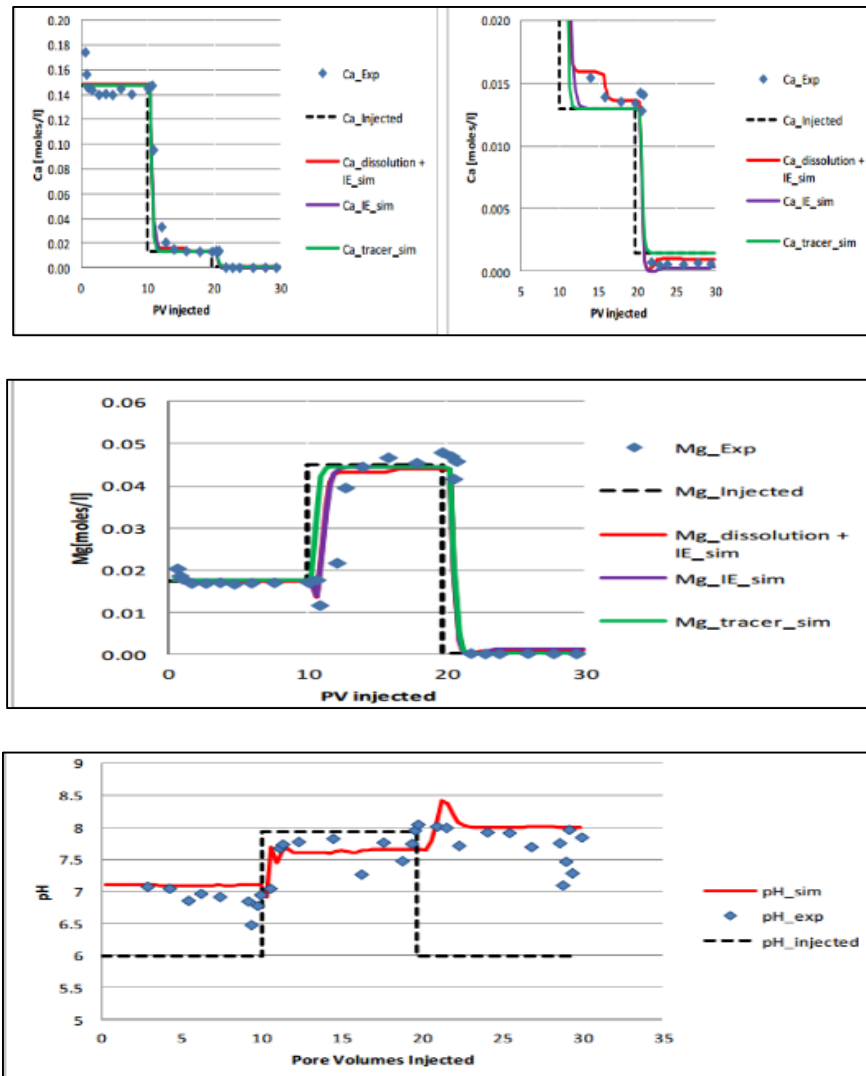 0.20
0.18
0.16
0.14
0.12
0.10
0.08
0.06
0.04
0.02
0.00
Ca [moles/l]
0 10 20 30
PV injected
Ca_Exp
Ca_Injected
Ca_dissolution +
IE_sim
Ca_IE_sim
Ca_tracer_sim
0.020
0.015
0.010
0.005
0.000
Ca [moles/l]
5 10 15 20 25 30
PV injected
Ca_Exp
Ca_Injected
Ca_dissolution +
IE_sim
Ca_IE_sim
Ca_tracer_sim
0.06
0.05
0.04
0.03
0.02
0.01
0.00
Mg[moles/l]
0 10 20 30
PV injected
Mg_Exp
Mg_Injected
Mg_dissolution +
IE_sim
Mg_IE_sim
Mg_tracer_sim
9
8.5
8
7.5
7
6.5
6
5.5
5
pH
0 5 10 15 20 25 30 35
Pore Volumes Injected
pH_sim
pH_exp
pH_injected